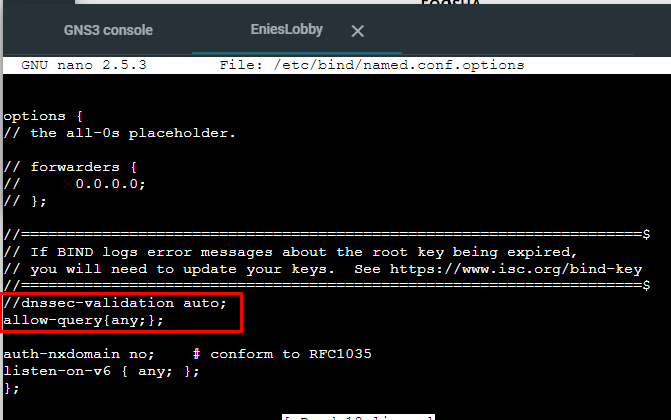 GNS3 console EniesLobby ×
GNU nano 2.5.3 File: /etc/bind/named.conf.options
options {
// the all-0s placeholder.
// forwarders {
// 0.0.0.0;
// };
//=====================================================================$
// If BIND logs error messages about the root key being expired,
// you will need to update your keys. See https://www.isc.org/bind-key
//=====================================================================$
//dnssec-validation auto;
allow-query{any;};
auth-nxdomain no; # conform to RFC1035
listen-on-v6 { any; };
};